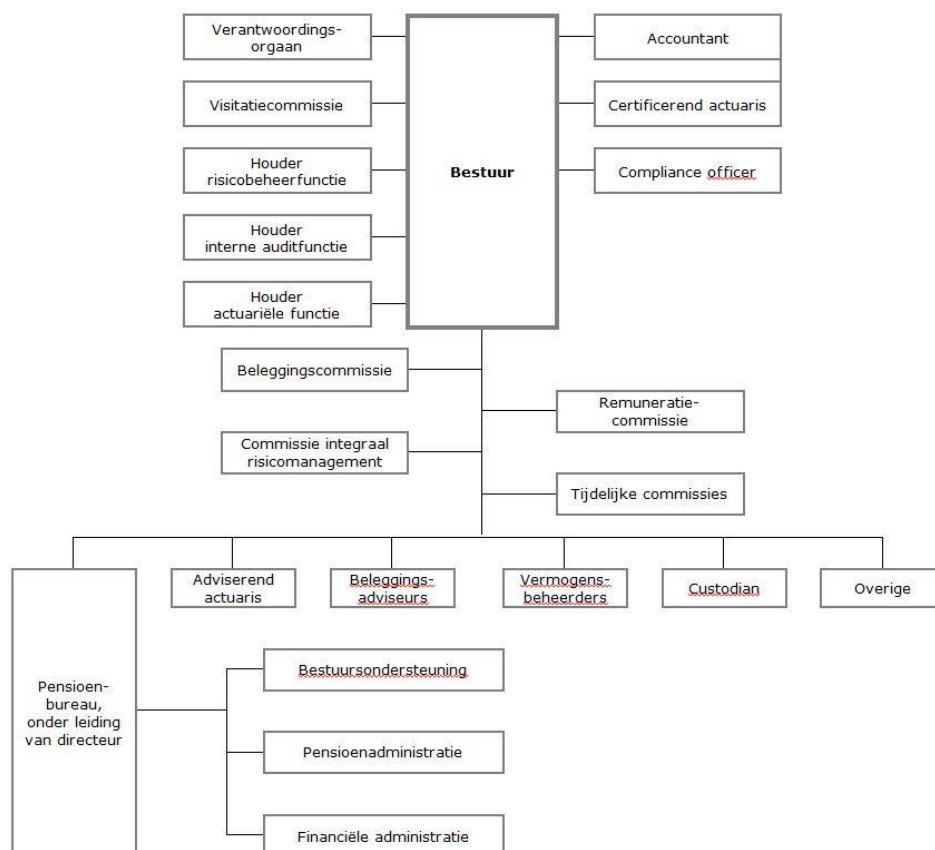 Verantwoordings-
orgaan
Accountant
Visitatiecommissie
Certificerend actuaris
Houder
risicobeheerfunctie
Bestuur
Compliance officer
Houder
interne auditfunctie
Houder
actuariële functie
Beleggingscommissie
Remuneratie-
commissie
Commissie integraal
risicomanagement
Tijdelijke commissies
Pensioen-
bureau,
onder leiding
van directeur
Adviserend
actuaris
Beleggings-
adviseurs
Vermogens-
beheerders
Custodian
Overige
Bestuursondersteuning
Pensioenadministratie
Financiële administratie